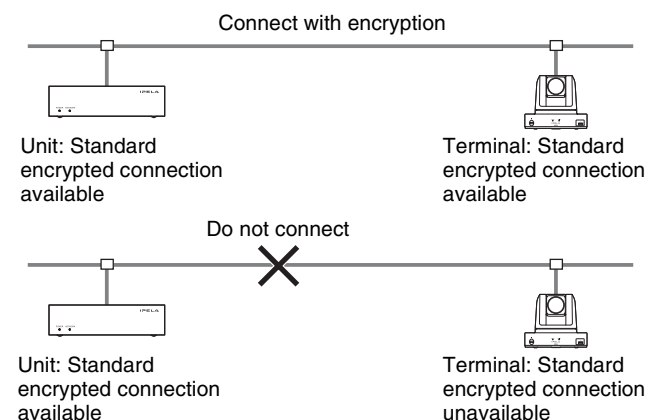 Connect with encryption
IPELA
Unit: Standard
encrypted connection
available
Terminal: Standard
encrypted connection
available
Do not connect
IPELA
Unit: Standard
encrypted connection
available
Terminal: Standard
encrypted connection
unavailable